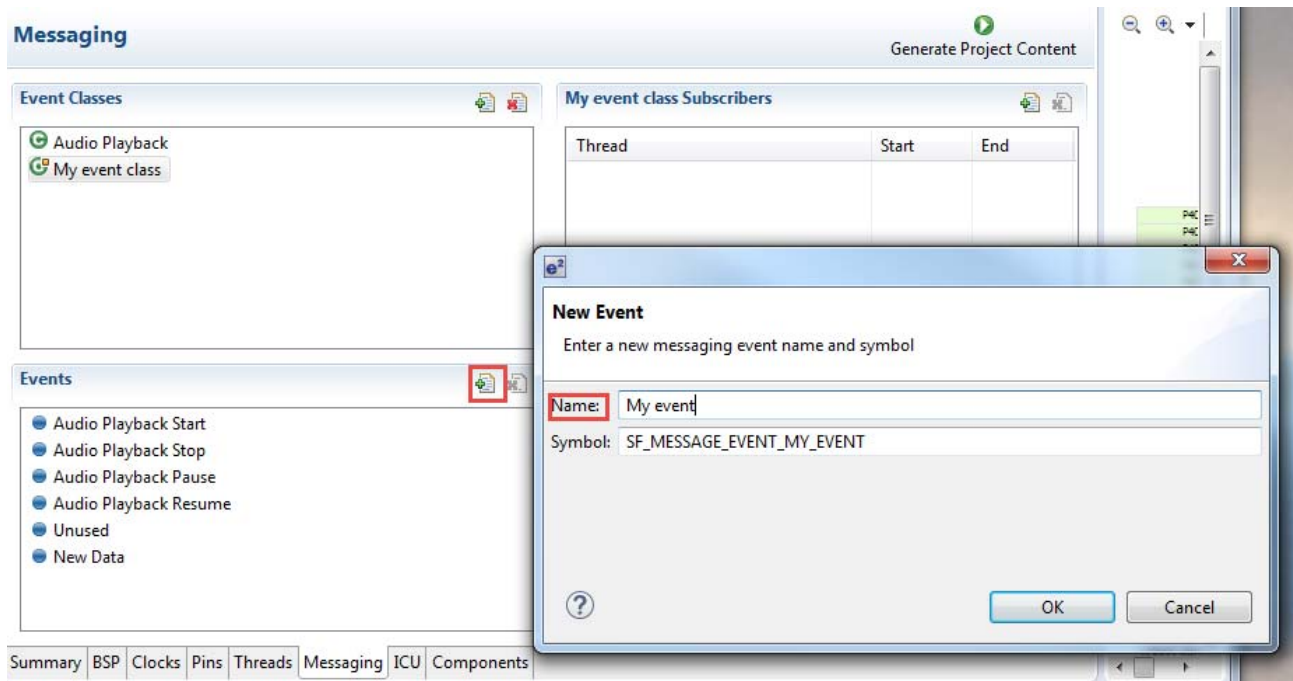 Messaging
Generate Project Content
Event Classes
Audio Playback
My event class
My event class Subscribers
Thread Start End
P40
P40
e²
New Event
Enter a new messaging event name and symbol
Name: My event
Symbol: SF_MESSAGE_EVENT_MY_EVENT
OK Cancel
Events
Audio Playback Start
Audio Playback Stop
Audio Playback Pause
Audio Playback Resume
Unused
New Data
Summary BSP Clocks Pins Threads Messaging ICU Components